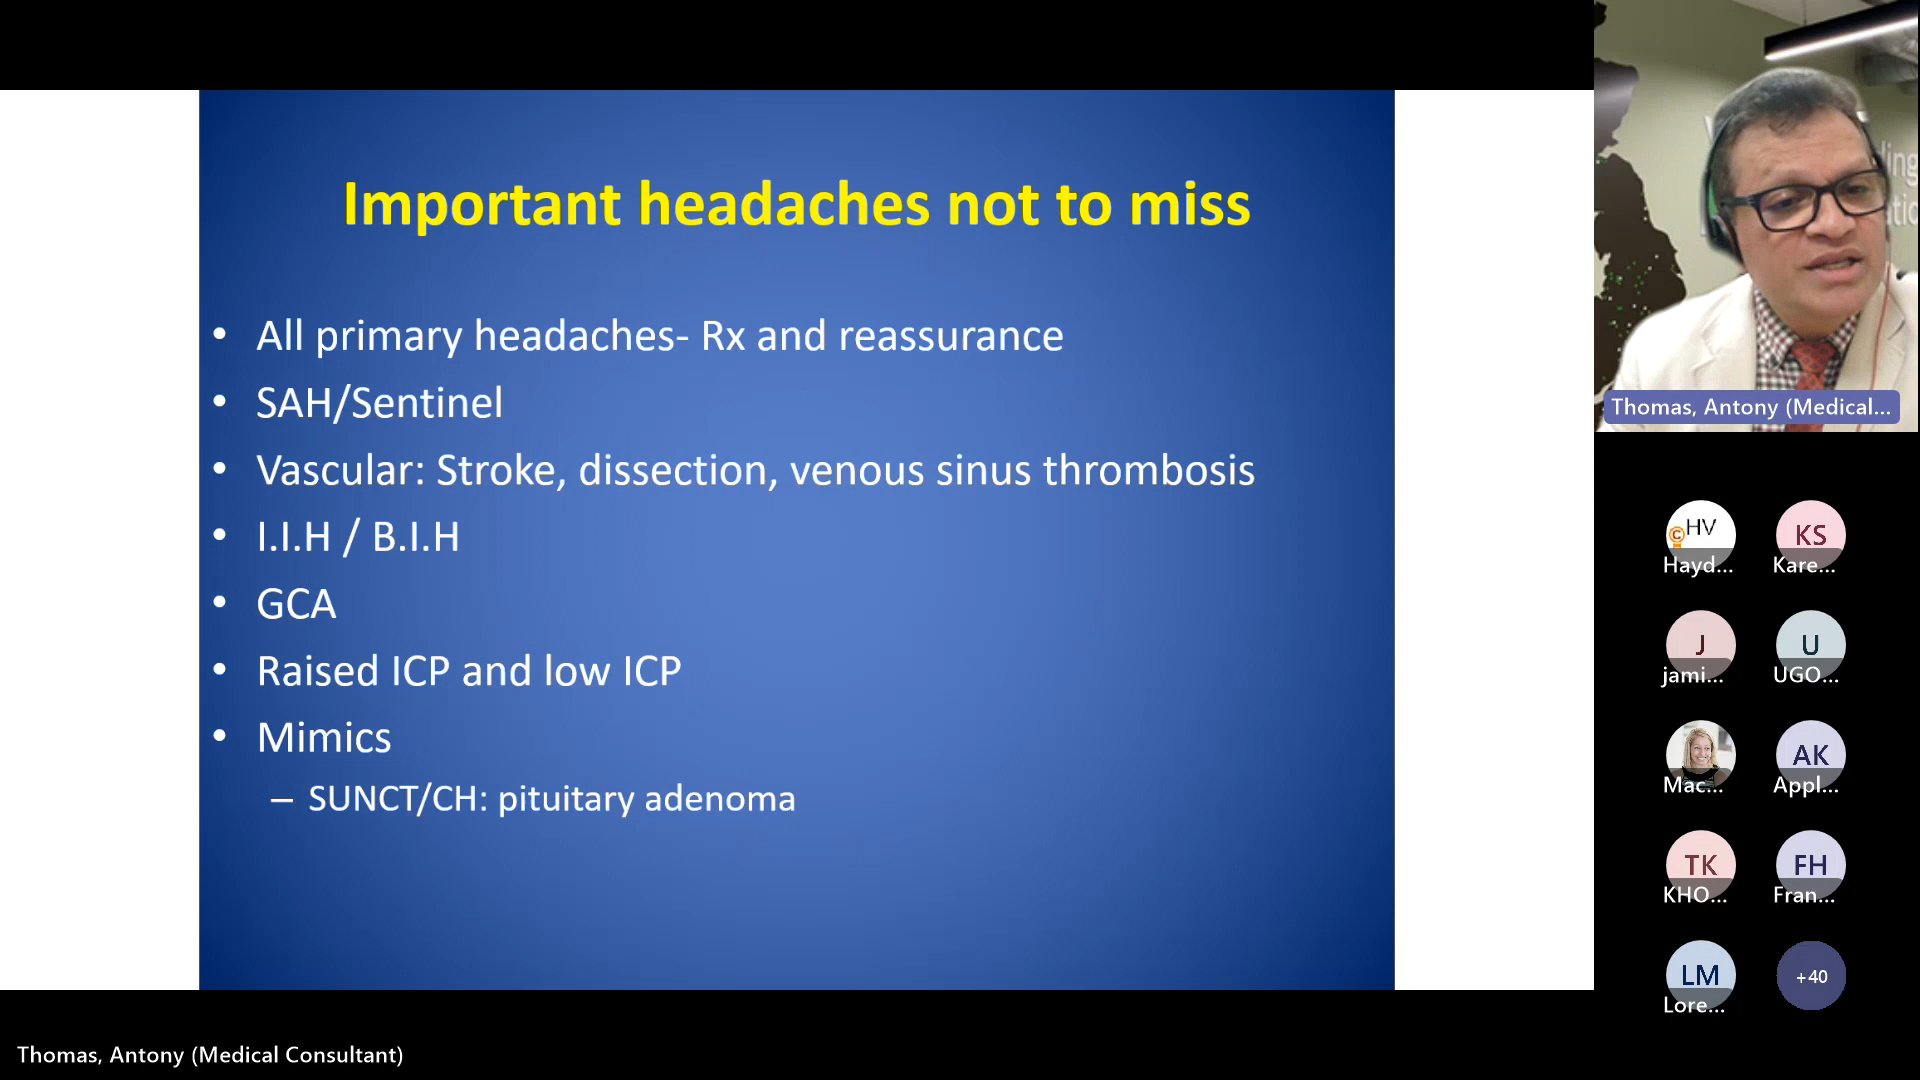 Important headaches not to miss
• All primary headaches- Rx and reassurance
• SAH/Sentinel
• Vascular: Stroke, dissection, venous sinus thrombosis
• I.I.H / B.I.H
• GCA
• Raised ICP and low ICP
• Mimics
– SUNCT/CH: pituitary adenoma
Thomas, Antony (Medical...
HV
Hayd...
KS
Kare...
J
jami...
U
UGO...
Mac...
AK
Appl...
TK
KHO...
FH
Fran...
LM
Lore...
+40
Thomas, Antony (Medical Consultant)